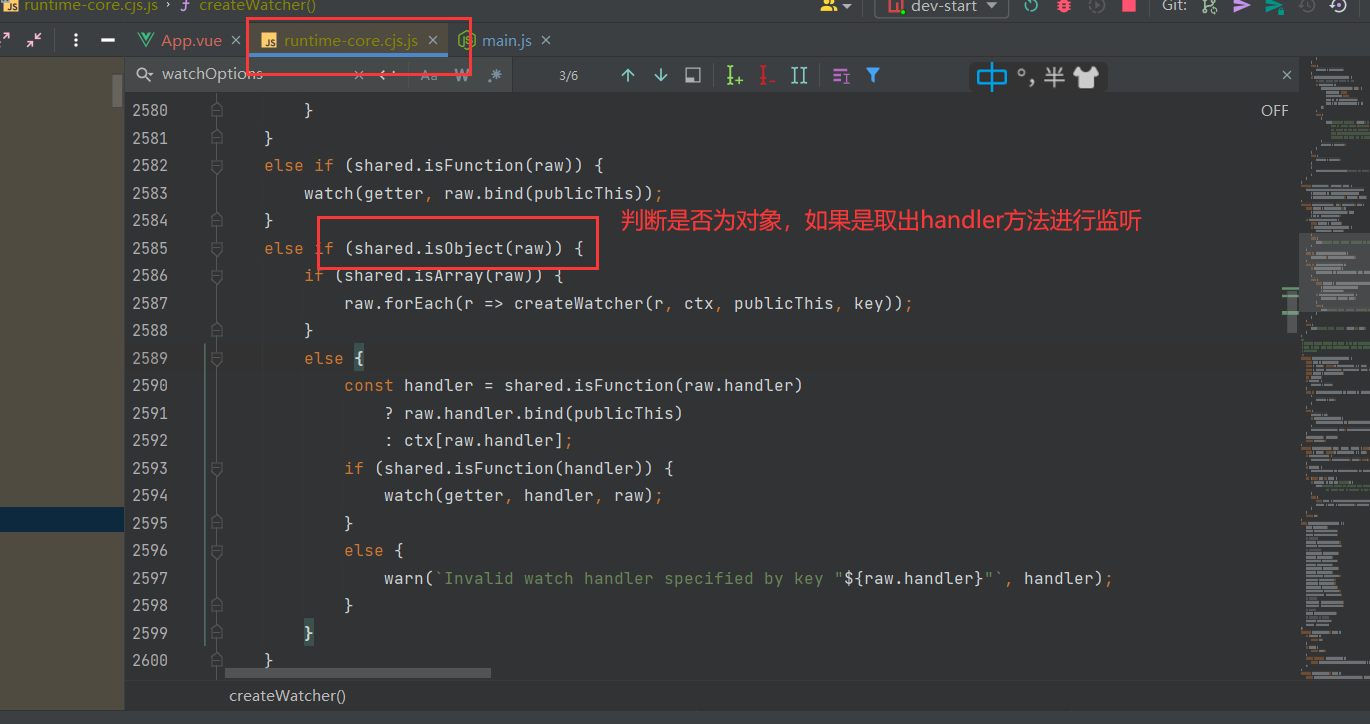 runtime-core.cjs.js › createWatcher()
dev-start
Git:
App.vue
runtime-core.cjs.js
main.js
watchOptions
Aa
W
3/6
中 °, 半
OFF
2580 }
2581 }
2582 else if (shared.isFunction(raw)) {
2583 watch(getter, raw.bind(publicThis));
2584 }
判断是否为对象，如果是取出handler方法进行监听
2585 else if (shared.isObject(raw)) {
2586 if (shared.isArray(raw)) {
2587 raw.forEach(r => createWatcher(r, ctx, publicThis, key));
2588 }
2589 else {
2590 const handler = shared.isFunction(raw.handler)
2591 ? raw.handler.bind(publicThis)
2592 : ctx[raw.handler];
2593 if (shared.isFunction(handler)) {
2594 watch(getter, handler, raw);
2595 }
2596 else {
2597 warn(`Invalid watch handler specified by key "${raw.handler}"`, handler);
2598 }
2599 }
2600 }
createWatcher()